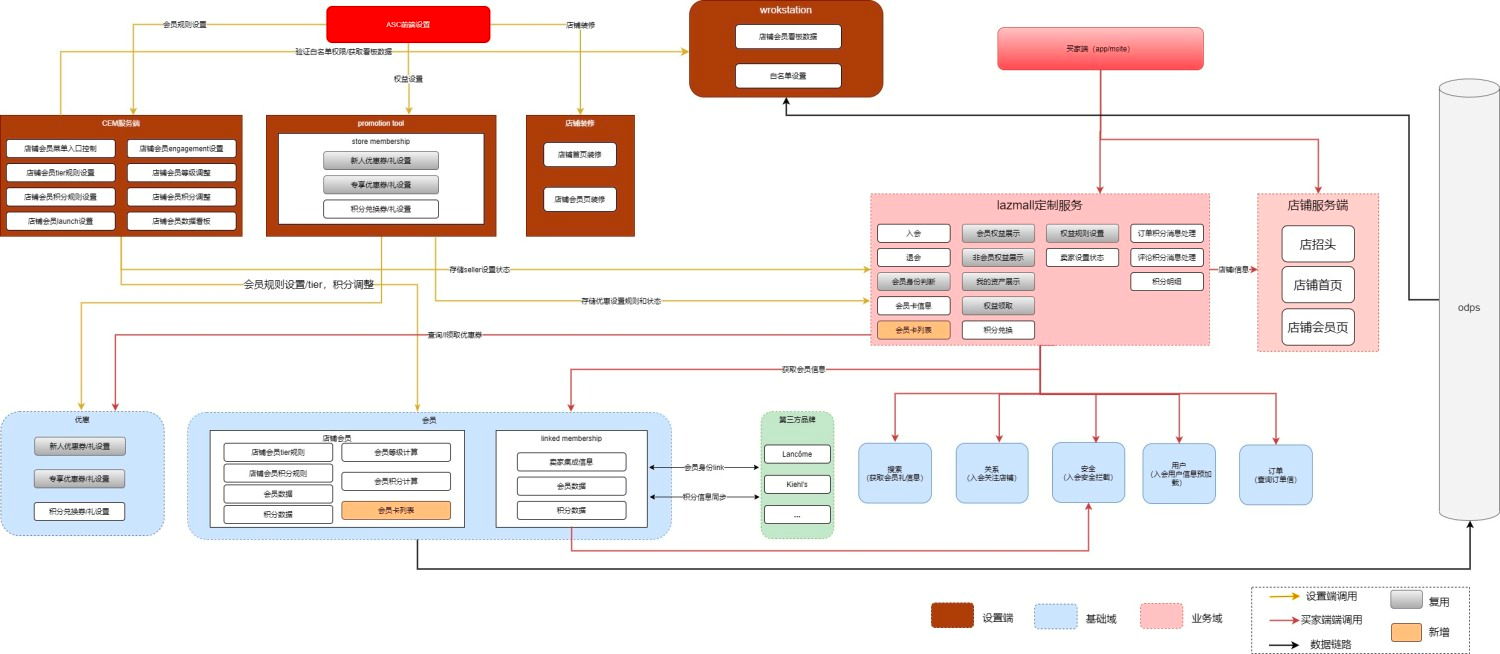 会员规则设置
ASC前端设置
店铺装修
验证白名单权限/获取看板数据
权益设置
wrokstation
店铺会员看板数据
白名单设置
买家端（app/msite）
CEM服务端
店铺会员菜单入口控制
店铺会员engagement设置
店铺会员tier规则设置
店铺会员等级调整
店铺会员积分规则设置
店铺会员积分调整
店铺会员launch设置
店铺会员数据看板
promotion tool
store membership
新人优惠券/礼设置
专享优惠券/礼设置
积分兑换券/礼设置
店铺装修
店铺首页装修
店铺会员页装修
lazmall定制服务
入会
会员权益展示
权益规则设置
订单积分消息处理
退会
非会员权益展示
卖家设置状态
评论积分消息处理
会员身份判断
我的资产展示
积分明细
会员卡信息
权益领取
会员卡列表
积分兑换
店铺信息
店铺服务端
店招头
店铺首页
店铺会员页
odps
存储seller设置状态
会员规则设置/tier，积分调整
存储优惠设置规则和状态
查询/l领取优惠券
获取会员信息
优惠
新人优惠券/礼设置
专享优惠券/礼设置
积分兑换券/礼设置
会员
店铺会员
店铺会员tier规则
会员等级计算
店铺会员积分规则
会员积分计算
会员数据
积分数据
会员卡列表
linked membership
卖家集成信息
会员数据
积分数据
会员身份link
积分信息同步
第三方品牌
Lancôme
Kiehl's
...
搜索
（获取会员礼信息）
关系
（入会关注店铺）
安全
（入会安全拦截）
用户
（入会用户信息预加
载）
订单
（查询订单信）
设置端
基础域
业务域
设置端调用
复用
买家端端调用
新增
数据链路